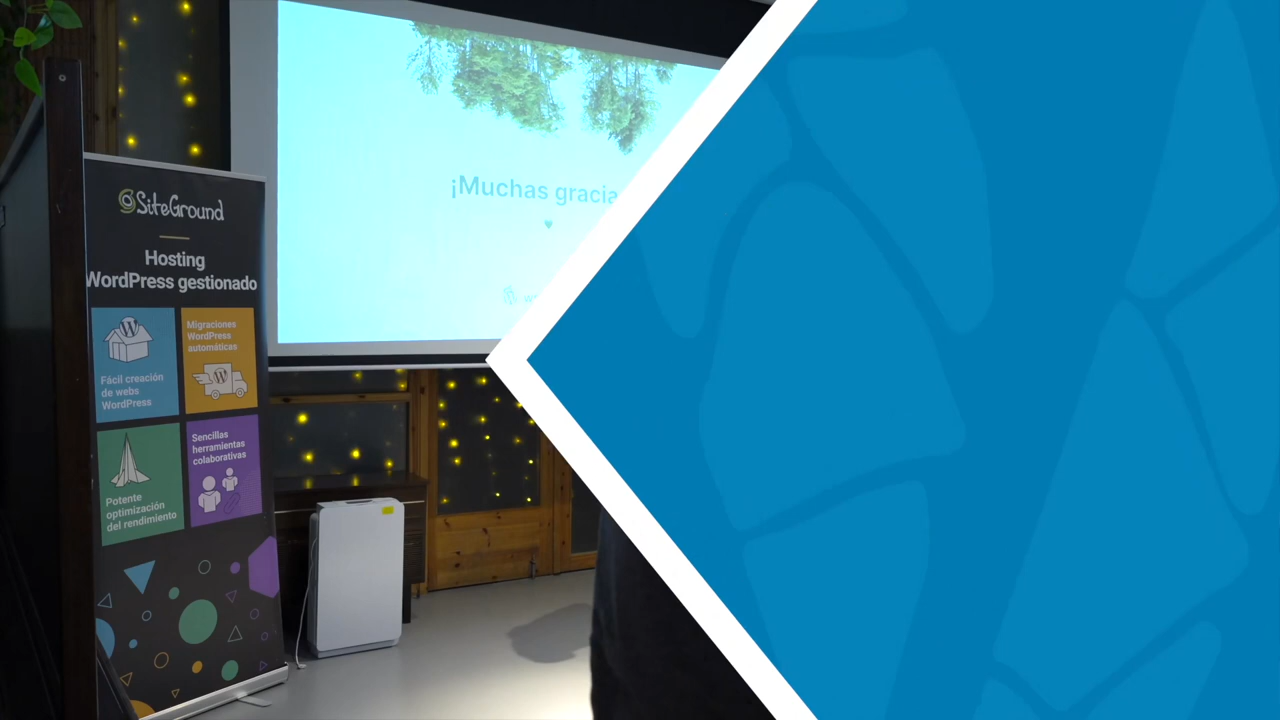 SiteGround
Hosting
WordPress gestionado
Migraciones
WordPress
automáticas
Fácil creación
de webs
WordPress
Sencillas
herramientas
colaborativas
Potente
optimización
del rendimiento
¡Muchas gracia